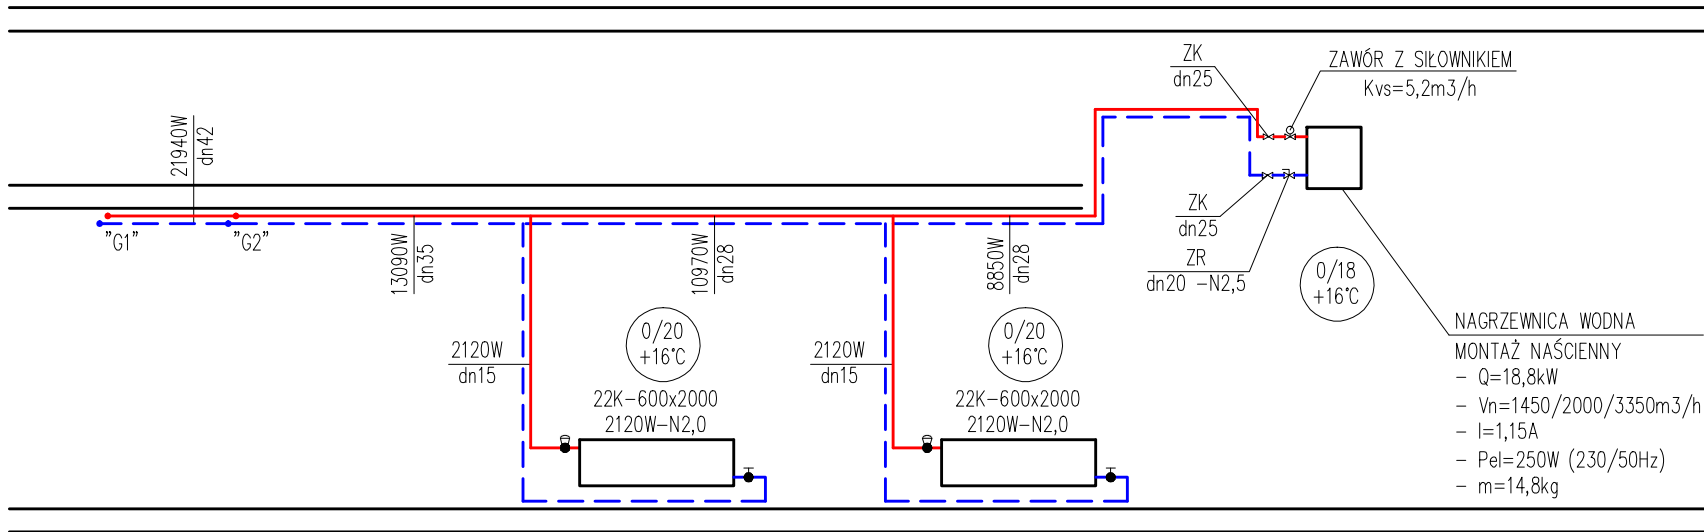 ZK
dn25
ZAWÓR Z SIŁOWNIKIEM
Kvs=5,2m3/h
21940W
dn42
"G1"
"G2"
13090W
dn35
10970W
dn28
8850W
dn28
ZK
dn25
ZR
dn20 -N2,5
0/18
+16°C
2120W
dn15
0/20
+16°C
22K-600x2000
2120W-N2,0
2120W
dn15
0/20
+16°C
22K-600x2000
2120W-N2,0
NAGRZEWNICA WODNA
MONTAŻ NAŚCIENNY
- Q=18,8kW
- Vn=1450/2000/3350m3/h
- I=1,15A
- Pel=250W (230/50Hz)
- m=14,8kg